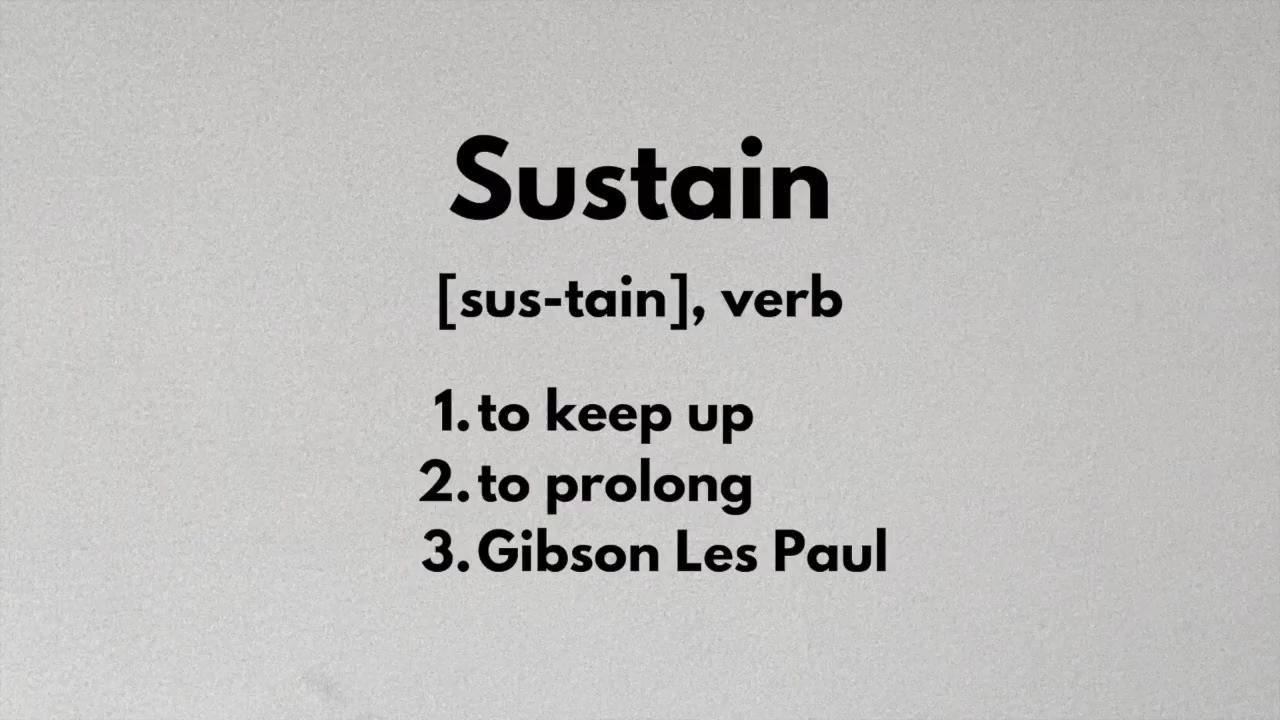 Sustain
[sus-tain], verb
1. to keep up
2. to prolong
3. Gibson Les Paul